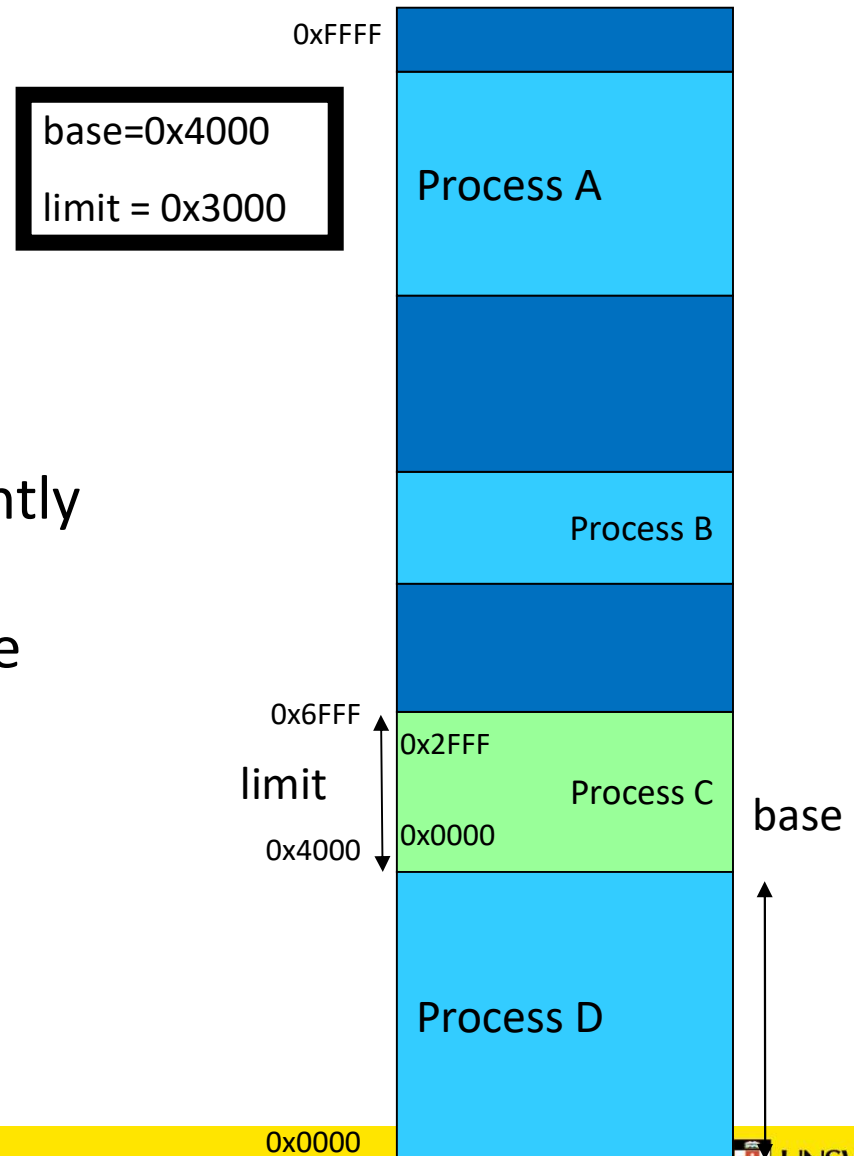 0xFFFF
base=0x4000
limit = 0x3000
Process A
ntly
Process B
e
0x6FFF
0x2FFF
limit
Process C
base
0x4000
0x0000
Process D
0x0000